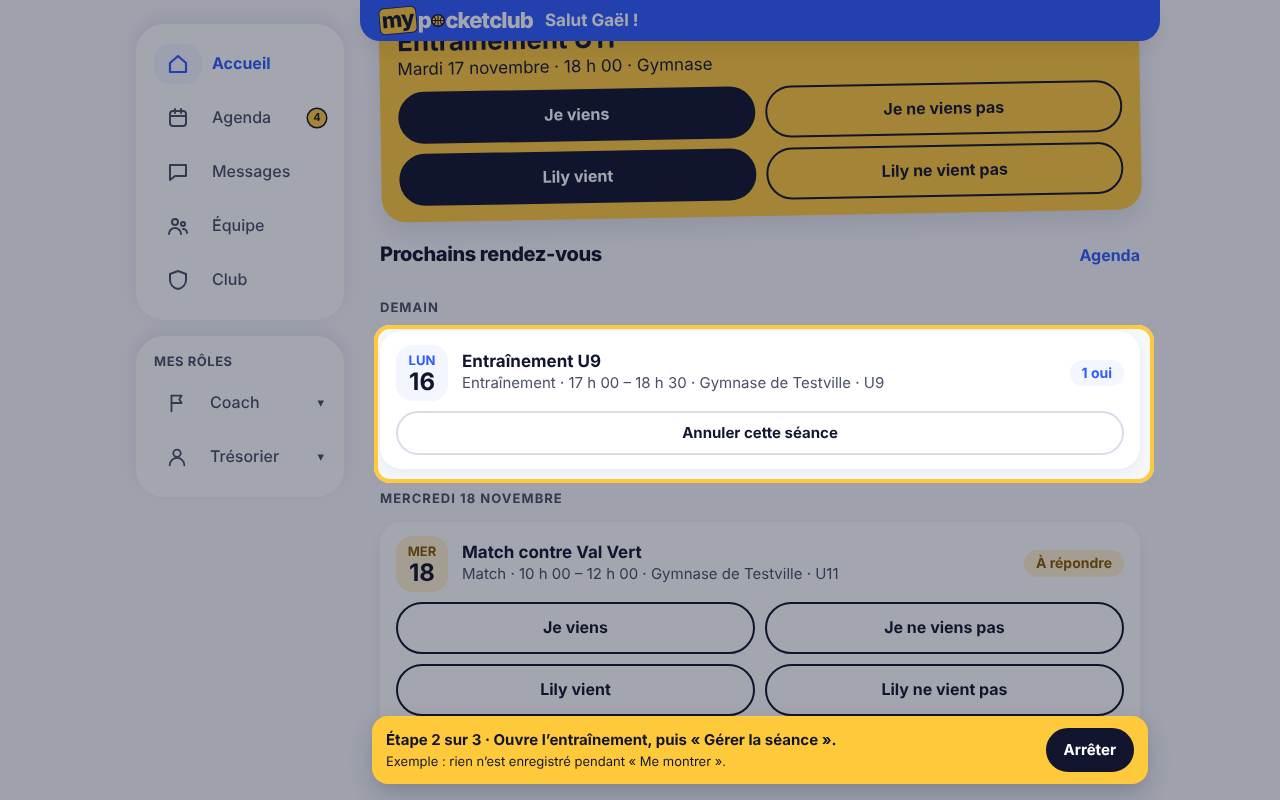 mypocketclub Salut Gaël !
Accueil
Agenda 4
Messages
Équipe
Club
MES RÔLES
Coach ▾
Trésorier ▾
Entraînement U11
Mardi 17 novembre · 18 h 00 · Gymnase
Je viens
Je ne viens pas
Lily vient
Lily ne vient pas
Prochains rendez-vous
Agenda
DEMAIN
LUN
16
Entraînement U9
Entraînement · 17 h 00 – 18 h 30 · Gymnase de Testville · U9
1 oui
Annuler cette séance
MERCREDI 18 NOVEMBRE
MER
18
Match contre Val Vert
Match · 10 h 00 – 12 h 00 · Gymnase de Testville · U11
À répondre
Je viens
Je ne viens pas
Lily vient
Lily ne vient pas
Étape 2 sur 3 · Ouvre l’entraînement, puis « Gérer la séance ».
Exemple : rien n’est enregistré pendant « Me montrer ».
Arrêter